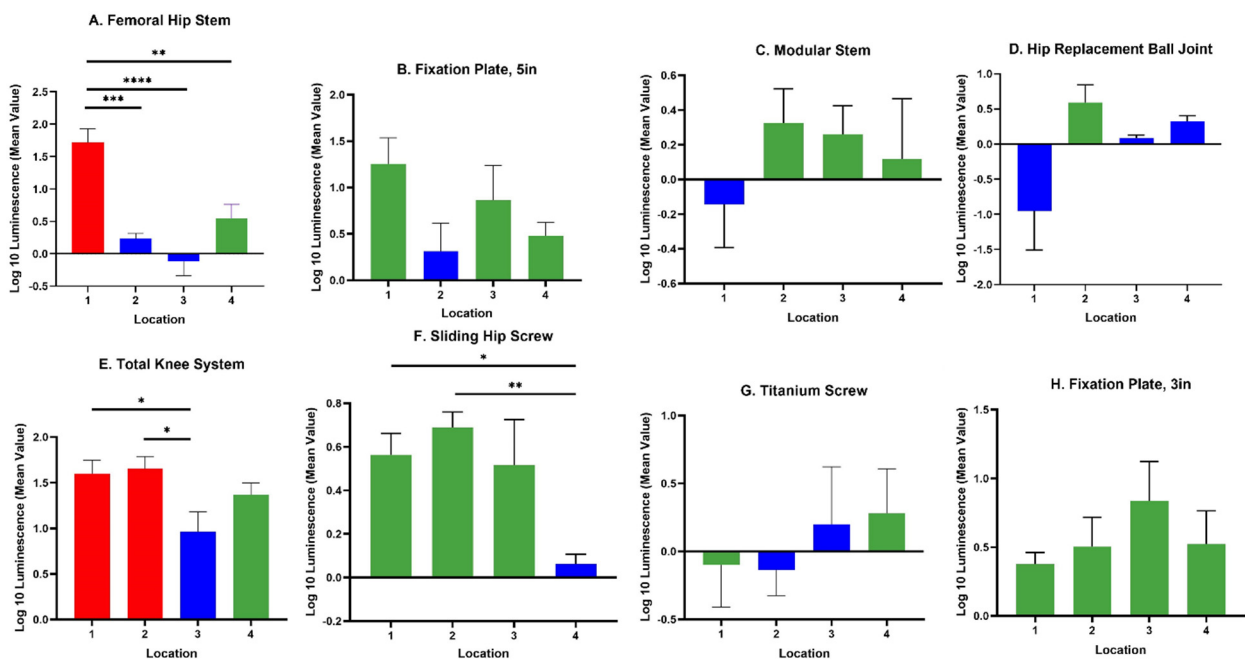 A. Femoral Hip Stem
**
****
***
Log 10 Luminescence (Mean Value)
2.5
2.0
1.5
1.0
0.5
0.0
-0.5
1 2 3 4
Location
B. Fixation Plate, 5in
Log 10 Luminescence (Mean Value)
2.0
1.5
1.0
0.5
0.0
1 2 3 4
Location
C. Modular Stem
Log 10 Luminescence (Mean Value)
0.6
0.4
0.2
0.0
-0.2
-0.4
-0.6
1 2 3 4
Location
D. Hip Replacement Ball Joint
Log 10 Luminescence (Mean Value)
1.0
0.5
0.0
-0.5
-1.0
-1.5
-2.0
1 2 3 4
Location
E. Total Knee System
*
*
Log 10 Luminescence (Mean Value)
2.0
1.5
1.0
0.5
0.0
1 2 3 4
Location
F. Sliding Hip Screw
*
**
Log 10 Luminescence (Mean Value)
0.8
0.6
0.4
0.2
0.0
-0.2
1 2 3 4
Location
G. Titanium Screw
Log 10 Luminescence (Mean Value)
1.0
0.5
0.0
-0.5
1 2 3 4
Location
H. Fixation Plate, 3in
Log 10 Luminescence (Mean Value)
1.5
1.0
0.5
0.0
1 2 3 4
Location